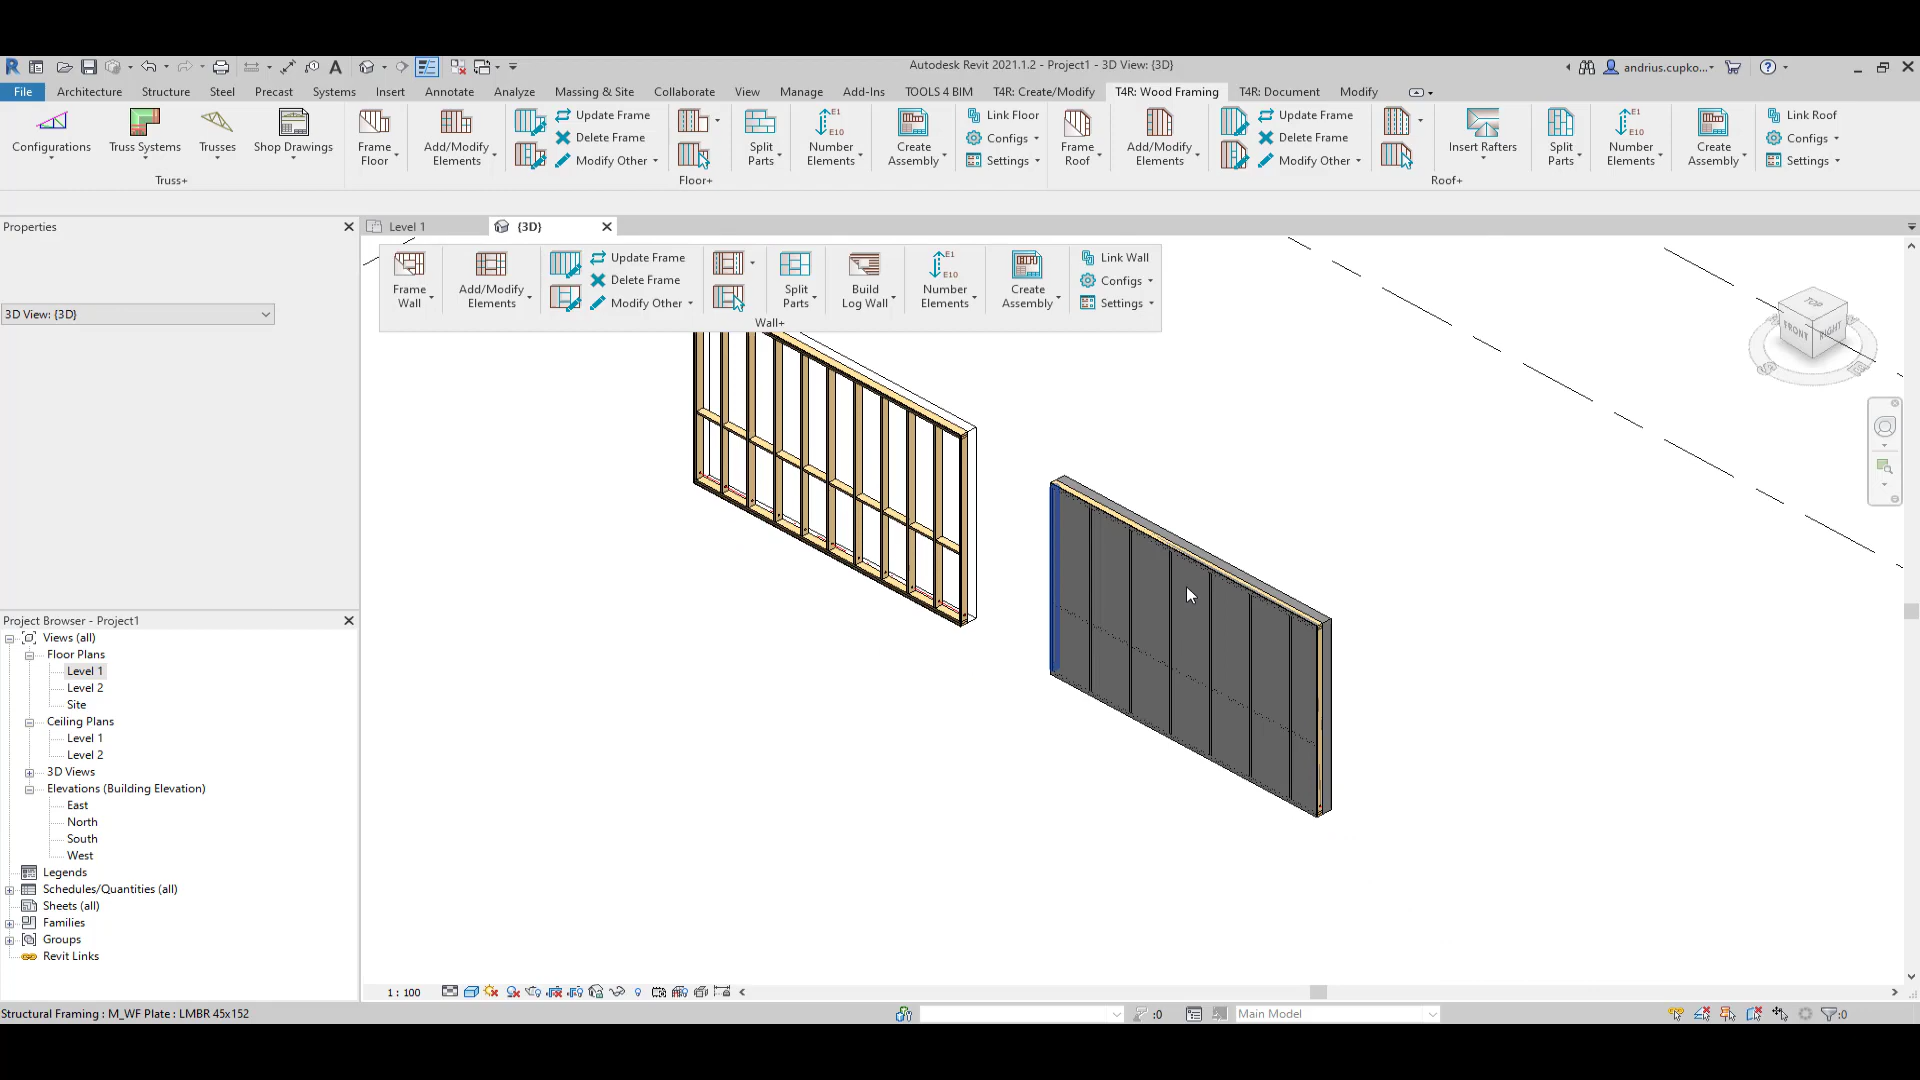 Autodesk Revit 2021.1.2 - Project1 - 3D View: {3D}
andrius.cupko...
File Architecture Structure Steel Precast Systems Insert Annotate Analyze Massing & Site Collaborate View Manage Add-Ins TOOLS 4 BIM T4R: Create/Modify T4R: Wood Framing T4R: Document Modify
Configurations
Truss Systems
Trusses
Shop Drawings
Truss+
Frame
Floor
Add/Modify
Elements
Update Frame
Delete Frame
Modify Other
Split
Parts
E1
E10
Number
Elements
Create
Assembly
Link Floor
Configs
Settings
Floor+
Frame
Roof
Add/Modify
Elements
Update Frame
Delete Frame
Modify Other
Insert Rafters
Split
Parts
E1
E10
Number
Elements
Create
Assembly
Link Roof
Configs
Settings
Roof+
Properties
3D View: {3D}
Level 1
{3D}
Frame
Wall
Add/Modify
Elements
Update Frame
Delete Frame
Modify Other
Split
Parts
Build
Log Wall
E1
E10
Number
Elements
Create
Assembly
Link Wall
Configs
Settings
Wall+
TOP
FRONT
RIGHT
Project Browser - Project1
Views (all)
Floor Plans
Level 1
Level 2
Site
Ceiling Plans
Level 1
Level 2
3D Views
Elevations (Building Elevation)
East
North
South
West
Legends
Schedules/Quantities (all)
Sheets (all)
Families
Groups
Revit Links
1 : 100
Structural Framing : M_WF Plate : LMBR 45x152
:0
Main Model
:0